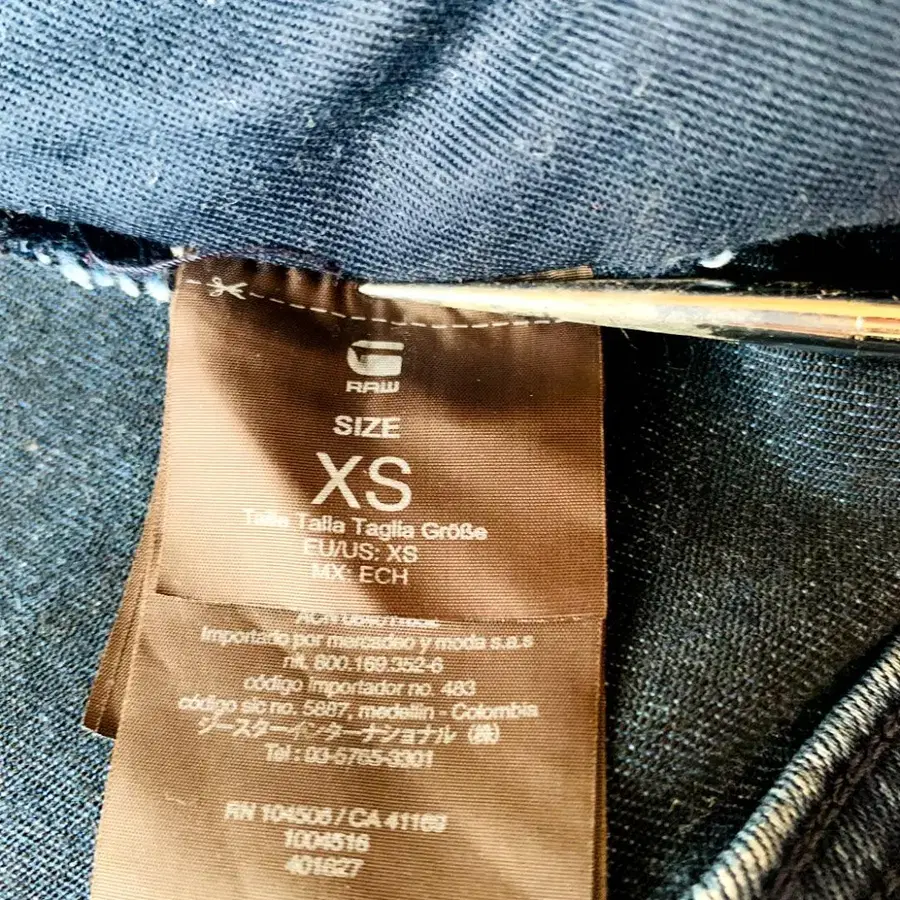 G
RAW
SIZE
XS
Taille Talla Taglia Größe
EU/US: XS
MX: ECH
Importado por mercadeo y moda s.a.s
nit. 800.169.352-6
código importador no. 483
código sic no. 5887, medellin - Colombia
ジースターインターナショナル（株）
Tel : 03-5765-3301
RN 104506 / CA 41169
1004516
401827